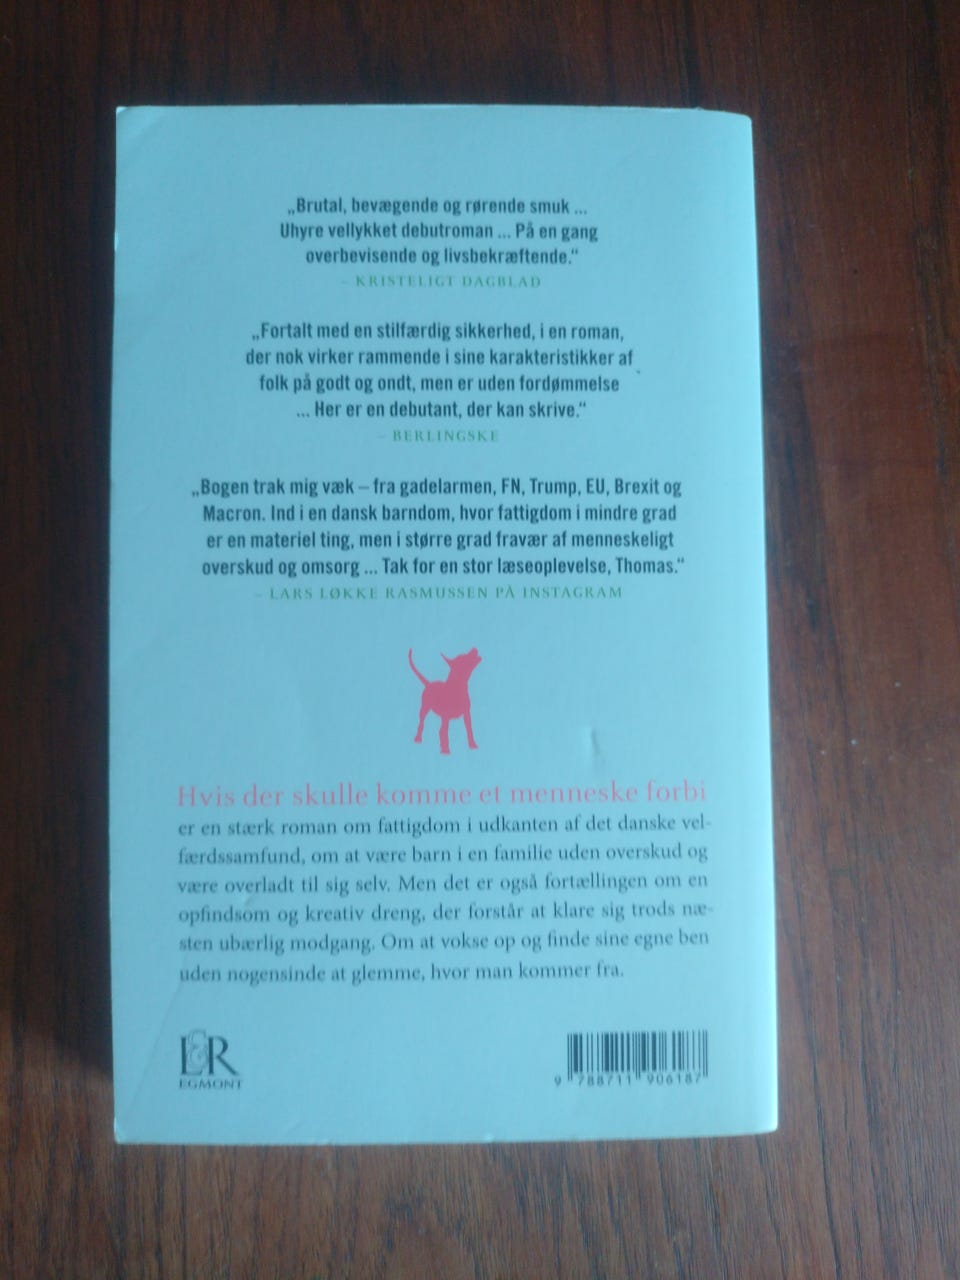 „Brutal, bevægende og rørende smuk ...
Uhyre vellykket debutroman ... På en gang
overbevisende og livsbekræftende.“
– KRISTELIGT DAGBLAD
„Fortalt med en stilfærdig sikkerhed, i en roman,
der nok virker rammende i sine karakteristikker af
folk på godt og ondt, men er uden fordømmelse
... Her er en debutant, der kan skrive.“
– BERLINGSKE
„Bogen trak mig væk – fra gadelarmen, FN, Trump, EU, Brexit og
Macron. Ind i en dansk barndom, hvor fattigdom i mindre grad
er en materiel ting, men i større grad fravær af menneskeligt
overskud og omsorg ... Tak for en stor læseoplevelse, Thomas.“
– LARS LØKKE RASMUSSEN PÅ INSTAGRAM
Hvis der skulle komme et menneske forbi
er en stærk roman om fattigdom i udkanten af det danske vel-
færdssamfund, om at være barn i en familie uden overskud og
være overladt til sig selv. Men det er også fortællingen om en
opfindsom og kreativ dreng, der forstår at klare sig trods næ-
sten ubærlig modgang. Om at vokse op og finde sine egne ben
uden nogensinde at glemme, hvor man kommer fra.
L&R
EGMONT
9 788711 906187